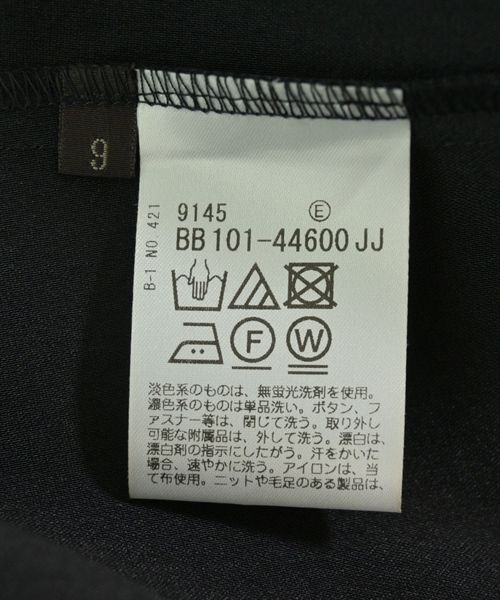 9
B-1 NO.421
9145 E
BB101-44600JJ
F W
淡色系のものは、無蛍光洗剤を使用。
濃色系のものは単品洗い。ボタン、フ
ァスナー等は、閉じて洗う。取り外し
可能な附属品は、外して洗う。漂白は、
漂白剤の指示にしたがう。汗をかいた
場合、速やかに洗う。アイロンは、当
て布使用。ニットや毛足のある製品は、